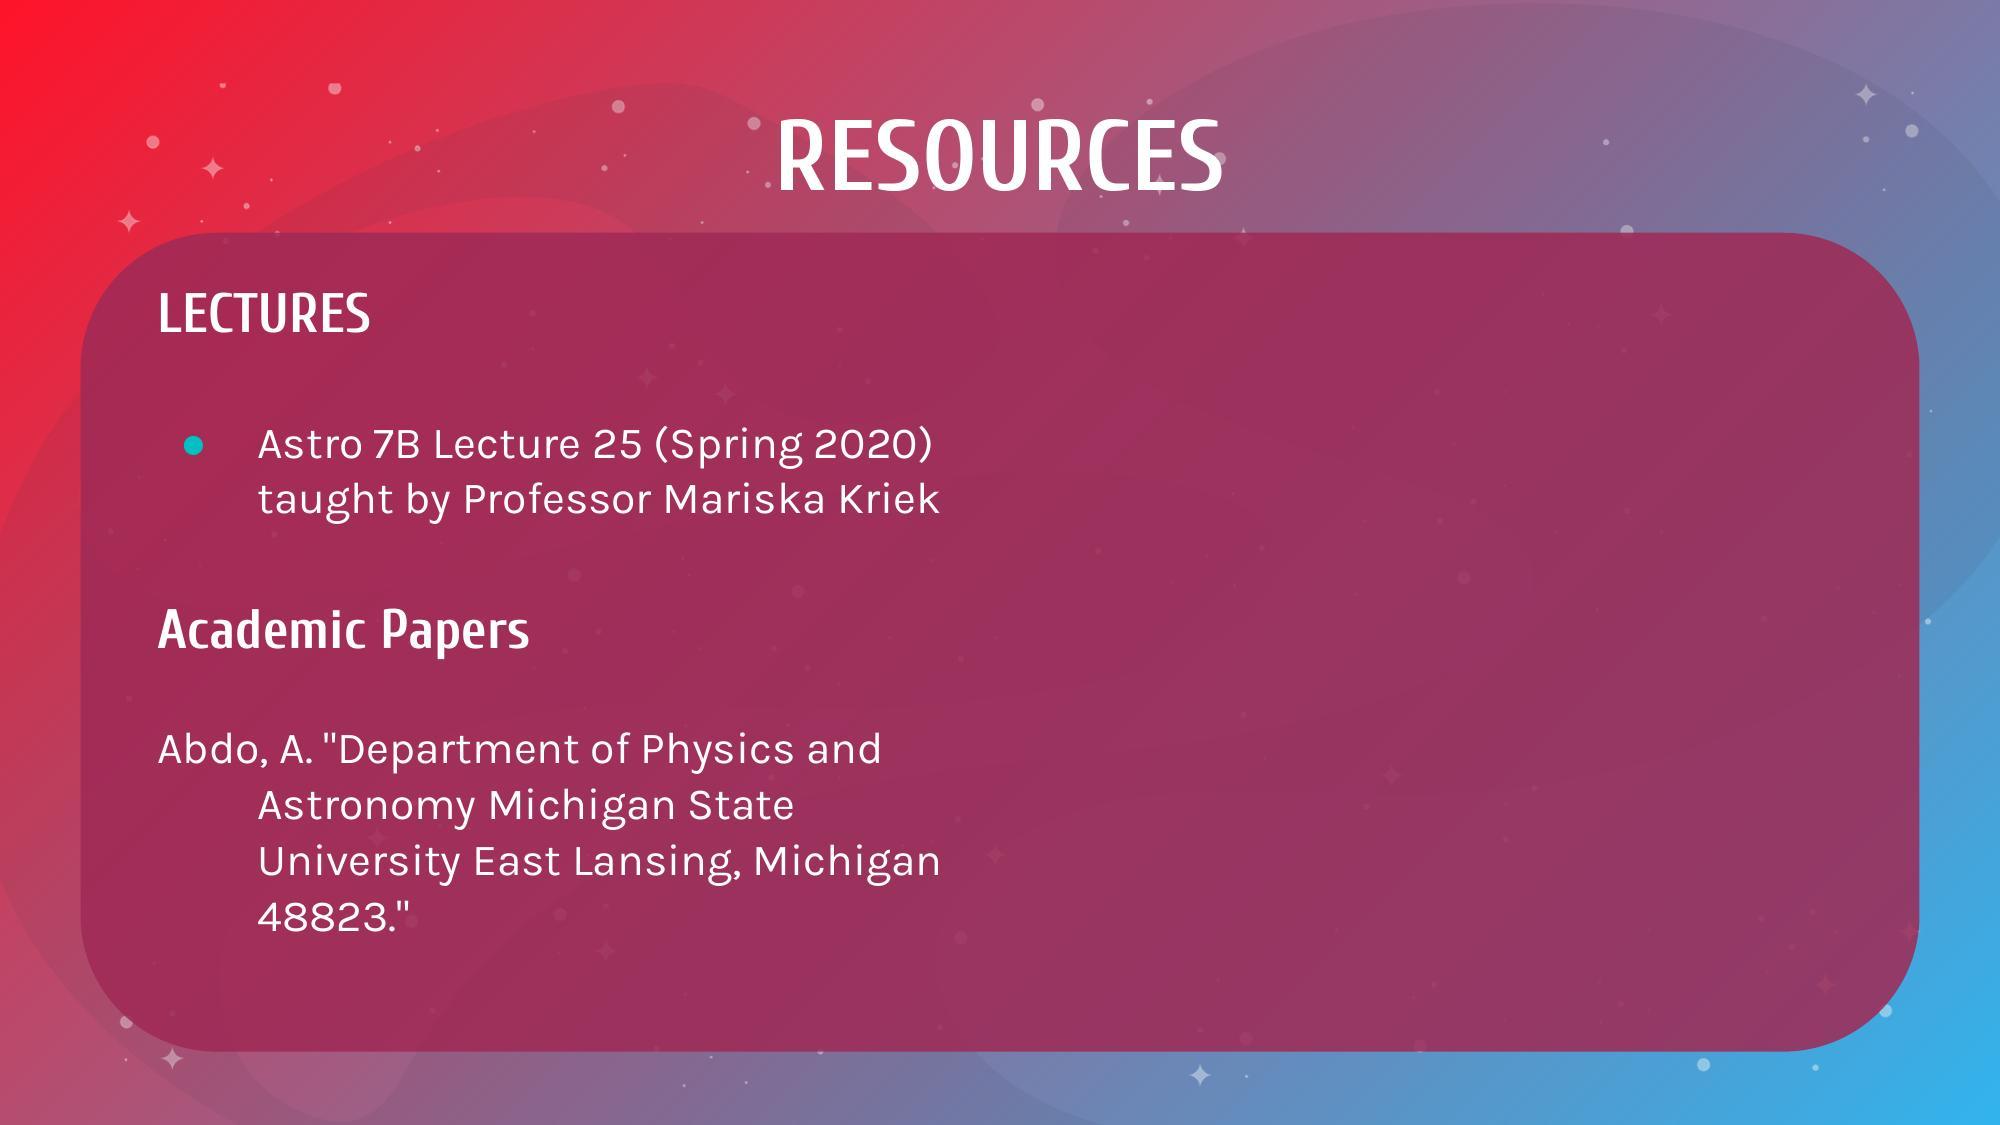 RESOURCES
LECTURES
● Astro 7B Lecture 25 (Spring 2020)
taught by Professor Mariska Kriek
Academic Papers
Abdo, A. "Department of Physics and
Astronomy Michigan State
University East Lansing, Michigan
48823."